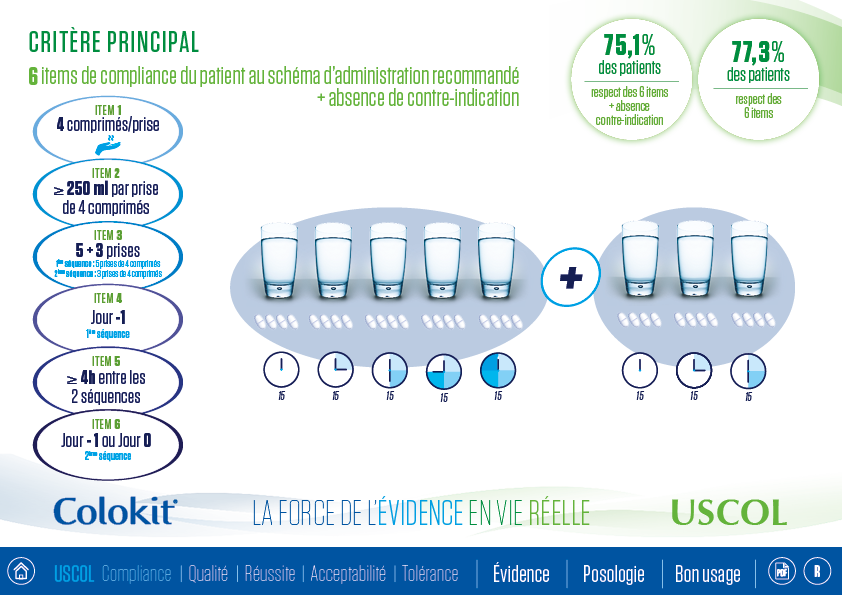 CRITÈRE PRINCIPAL
6 items de compliance du patient au schéma d'administration recommandé
+ absence de contre-indication
75,1%
des patients
respect des 6 items
+ absence
contre-indication
77,3%
des patients
respect des
6 items
ITEM 1
4 comprimés/prise
ITEM 2
≥ 250 ml par prise
de 4 comprimés
ITEM 3
5 + 3 prises
1ère séquence : 5 prises de 4 comprimés
2ème séquence : 3 prises de 4 comprimés
ITEM 4
Jour -1
1ère séquence
ITEM 5
≥ 4h entre les
2 séquences
ITEM 6
Jour - 1 ou Jour 0
2ème séquence
+
15 15 15 15 15 15 15 15
Colokit®
LA FORCE DE L'ÉVIDENCE EN VIE RÉELLE
USCOL
USCOL Compliance | Qualité | Réussite | Acceptabilité | Tolérance | Évidence | Posologie | Bon usage | PDF R